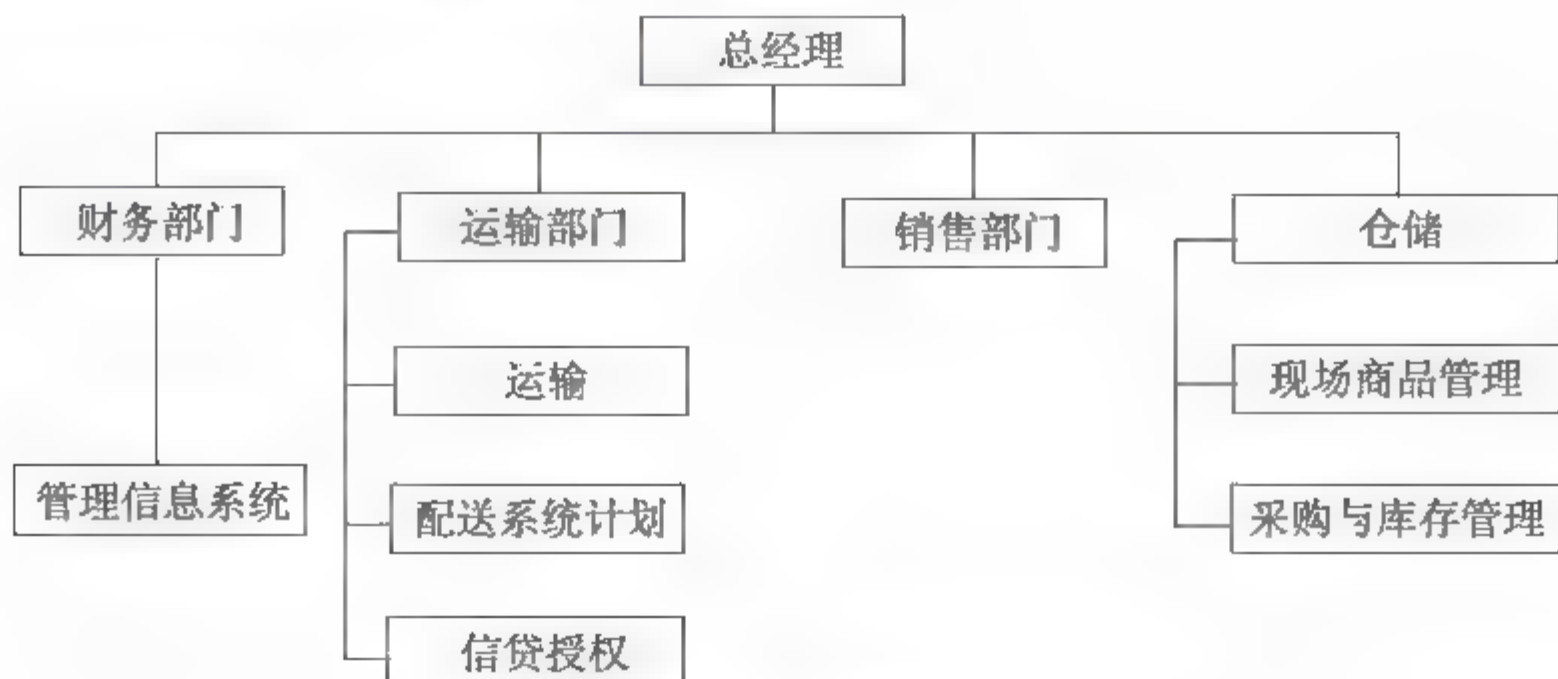 总经理
财务部门
运输部门
销售部门
仓储
运输
现场商品管理
管理信息系统
配送系统计划
采购与库存管理
信贷授权